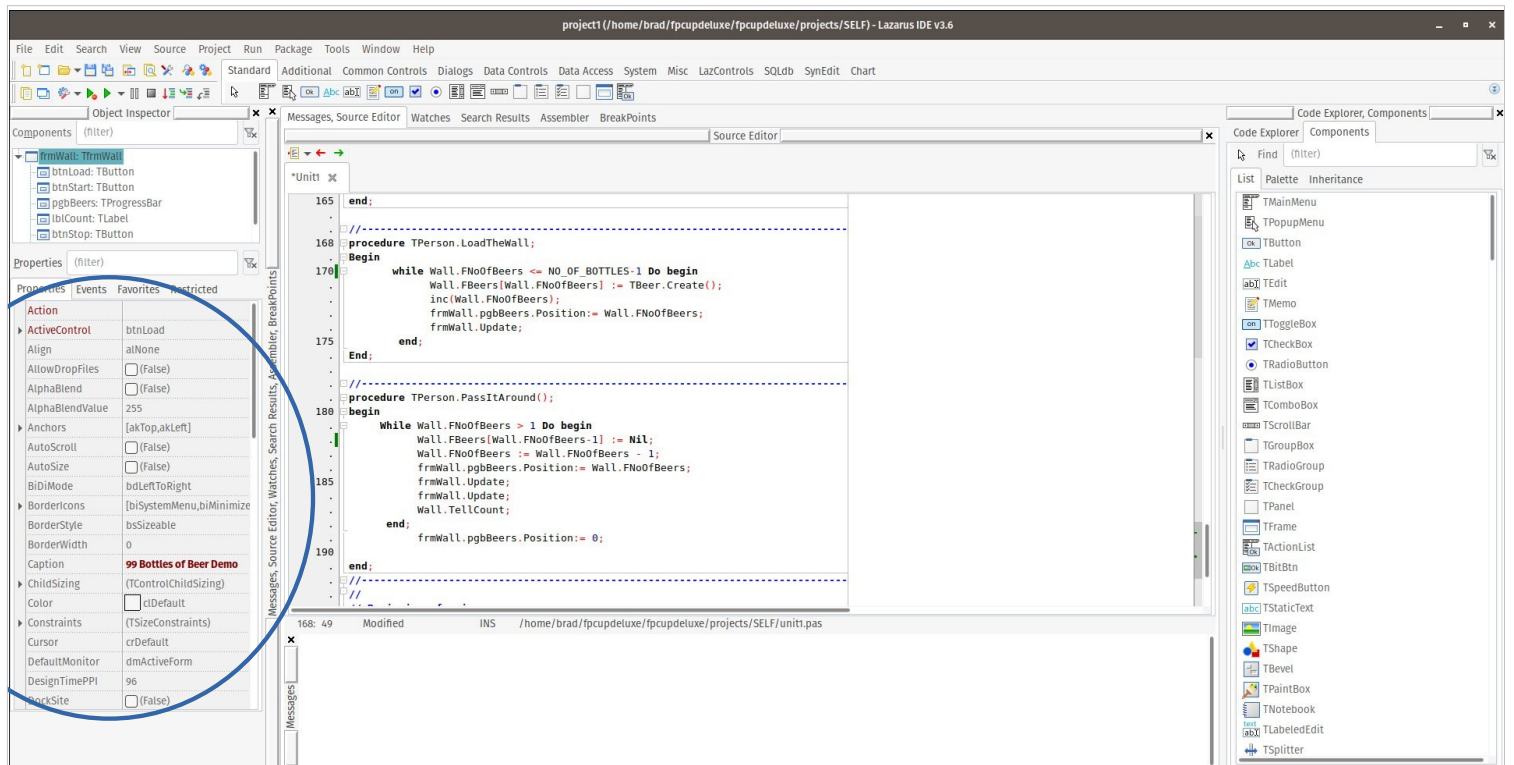 project1 (/home/brad/fpcupdeluxe/fpcupdeluxe/projects/SELF) - Lazarus IDE v3.6
File Edit Search View Source Project Run Package Tools Window Help
Standard Additional Common Controls Dialogs Data Controls Data Access System Misc LazControls SQLdb SynEdit Chart
Object Inspector
Components (filter)
frmWall: TfrmWall
btnLoad: TButton
btnStart: TButton
pgbBeers: TProgressBar
lblCount: TLabel
btnStop: TButton
Properties (filter)
Properties Events Favorites Restricted
Action
ActiveControl btnLoad
Align alNone
AllowDropFiles (False)
AlphaBlend (False)
AlphaBlendValue 255
Anchors [akTop,akLeft]
AutoScroll (False)
AutoSize (False)
BiDiMode bdLeftToRight
BorderIcons [biSystemMenu,biMinimize
BorderStyle bsSizeable
BorderWidth 0
Caption 99 Bottles of Beer Demo
ChildSizing (TControlChildSizing)
Color clDefault
Constraints (TSizeConstraints)
Cursor crDefault
DefaultMonitor dmActiveForm
DesignTimePPI 96
DockSite (False)
Messages, Source Editor, Watches, Search Results, Assembler, BreakPoints
Messages, Source Editor Watches Search Results Assembler BreakPoints
Source Editor
*Unit1
165 end;
//--------------------------------------------------------------------------------
168 procedure TPerson.LoadTheWall;
Begin
170 while Wall.FNoOfBeers <= NO_OF_BOTTLES-1 Do begin
Wall.FBeers[Wall.FNoOfBeers] := TBeer.Create();
inc(Wall.FNoOfBeers);
frmWall.pgbBeers.Position:= Wall.FNoOfBeers;
frmWall.Update;
175 end;
End;
//--------------------------------------------------------------------------------
procedure TPerson.PassItAround();
180 begin
While Wall.FNoOfBeers > 1 Do begin
Wall.FBeers[Wall.FNoOfBeers-1] := Nil;
Wall.FNoOfBeers := Wall.FNoOfBeers - 1;
frmWall.pgbBeers.Position:= Wall.FNoOfBeers;
185 frmWall.Update;
frmWall.Update;
Wall.TellCount;
end;
frmWall.pgbBeers.Position:= 0;
190
end;
//--------------------------------------------------------------------------------
//
168: 49 Modified INS /home/brad/fpcupdeluxe/fpcupdeluxe/projects/SELF/unit1.pas
Messages
Code Explorer, Components
Code Explorer Components
Find (filter)
List Palette Inheritance
TMainMenu
TPopupMenu
Ok TButton
Abc TLabel
abI TEdit
TMemo
on TToggleBox
TCheckBox
TRadioButton
TListBox
TComboBox
TScrollBar
TGroupBox
TRadioGroup
TCheckGroup
TPanel
TFrame
TActionList
TBitBtn
TSpeedButton
abc TStaticText
TImage
TShape
TBevel
TPaintBox
TNotebook
TLabeledEdit
TSplitter